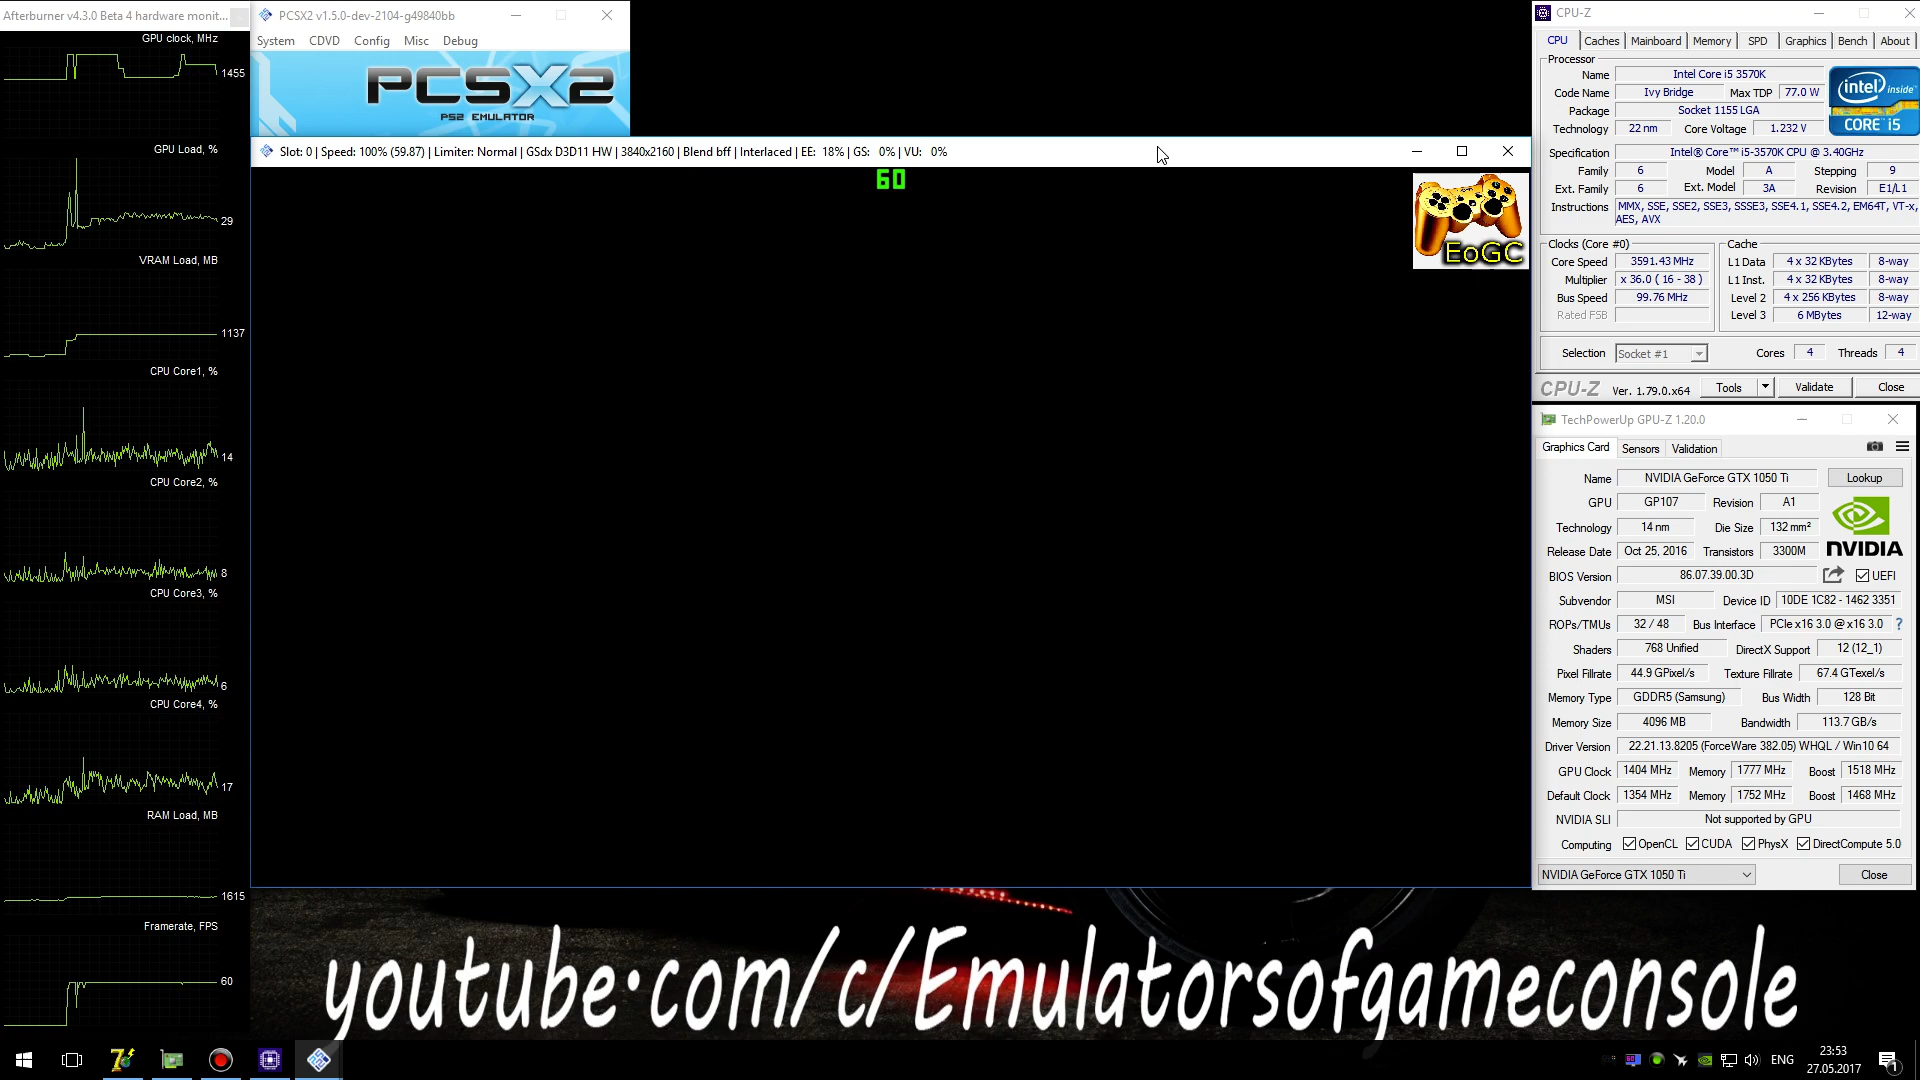 Afterburner v4.3.0 Beta 4 hardware monit...
GPU clock, MHz
1455
GPU Load, %
29
VRAM Load, MB
1137
CPU Core1, %
14
CPU Core2, %
8
CPU Core3, %
6
CPU Core4, %
17
RAM Load, MB
1615
Framerate, FPS
60
PCSX2 v1.5.0-dev-2104-g49840bb
System CDVD Config Misc Debug
PCSX2
PS2 EMULATOR
Slot: 0 | Speed: 100% (59.87) | Limiter: Normal | GSdx D3D11 HW | 3840x2160 | Blend bff | Interlaced | EE: 18% | GS: 0% | VU: 0%
60
EoGC
CPU-Z
CPU Caches Mainboard Memory SPD Graphics Bench About
Processor
Name Intel Core i5 3570K
Code Name Ivy Bridge Max TDP 77.0 W
Package Socket 1155 LGA
Technology 22 nm Core Voltage 1.232 V
intel inside™
CORE i5
Specification Intel® Core™ i5-3570K CPU @ 3.40GHz
Family 6 Model A Stepping 9
Ext. Family 6 Ext. Model 3A Revision E1/L1
Instructions MMX, SSE, SSE2, SSE3, SSSE3, SSE4.1, SSE4.2, EM64T, VT-x,
AES, AVX
Clocks (Core #0) Cache
Core Speed 3591.43 MHz L1 Data 4 x 32 KBytes 8-way
Multiplier x 36.0 ( 16 - 38 ) L1 Inst. 4 x 32 KBytes 8-way
Bus Speed 99.76 MHz Level 2 4 x 256 KBytes 8-way
Rated FSB Level 3 6 MBytes 12-way
Selection Socket #1 Cores 4 Threads 4
CPU-Z Ver. 1.79.0.x64 Tools Validate Close
TechPowerUp GPU-Z 1.20.0
Graphics Card Sensors Validation
Name NVIDIA GeForce GTX 1050 Ti Lookup
GPU GP107 Revision A1
Technology 14 nm Die Size 132 mm²
Release Date Oct 25, 2016 Transistors 3300M
NVIDIA
BIOS Version 86.07.39.00.3D UEFI
Subvendor MSI Device ID 10DE 1C82 - 1462 3351
ROPs/TMUs 32 / 48 Bus Interface PCIe x16 3.0 @ x16 3.0 ?
Shaders 768 Unified DirectX Support 12 (12_1)
Pixel Fillrate 44.9 GPixel/s Texture Fillrate 67.4 GTexel/s
Memory Type GDDR5 (Samsung) Bus Width 128 Bit
Memory Size 4096 MB Bandwidth 113.7 GB/s
Driver Version 22.21.13.8205 (ForceWare 382.05) WHQL / Win10 64
GPU Clock 1404 MHz Memory 1777 MHz Boost 1518 MHz
Default Clock 1354 MHz Memory 1752 MHz Boost 1468 MHz
NVIDIA SLI Not supported by GPU
Computing OpenCL CUDA PhysX DirectCompute 5.0
NVIDIA GeForce GTX 1050 Ti Close
youtube.com/c/Emulatorsofgameconsole
ENG
23:53
27.05.2017
1